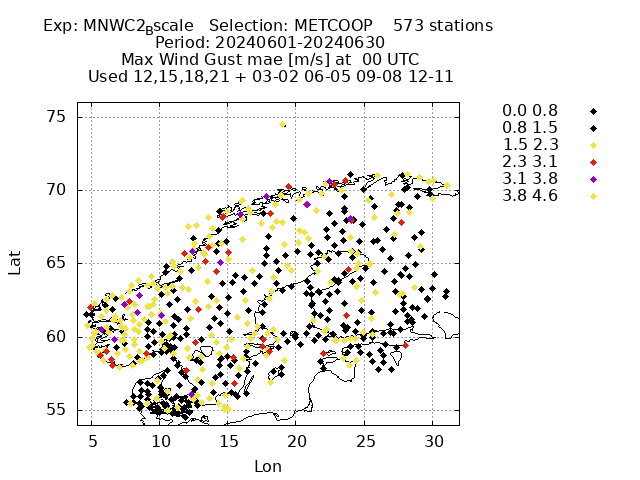 Exp: MNWC2_Bscale   Selection: METCOOP    573 stations
Period: 20240601-20240630
Max Wind Gust mae [m/s] at  00 UTC
Used 12,15,18,21 + 03-02 06-05 09-08 12-11
0.0 0.8
0.8 1.5
1.5 2.3
2.3 3.1
3.1 3.8
3.8 4.6
75
70
65
60
55
Lat
5 10 15 20 25 30
Lon